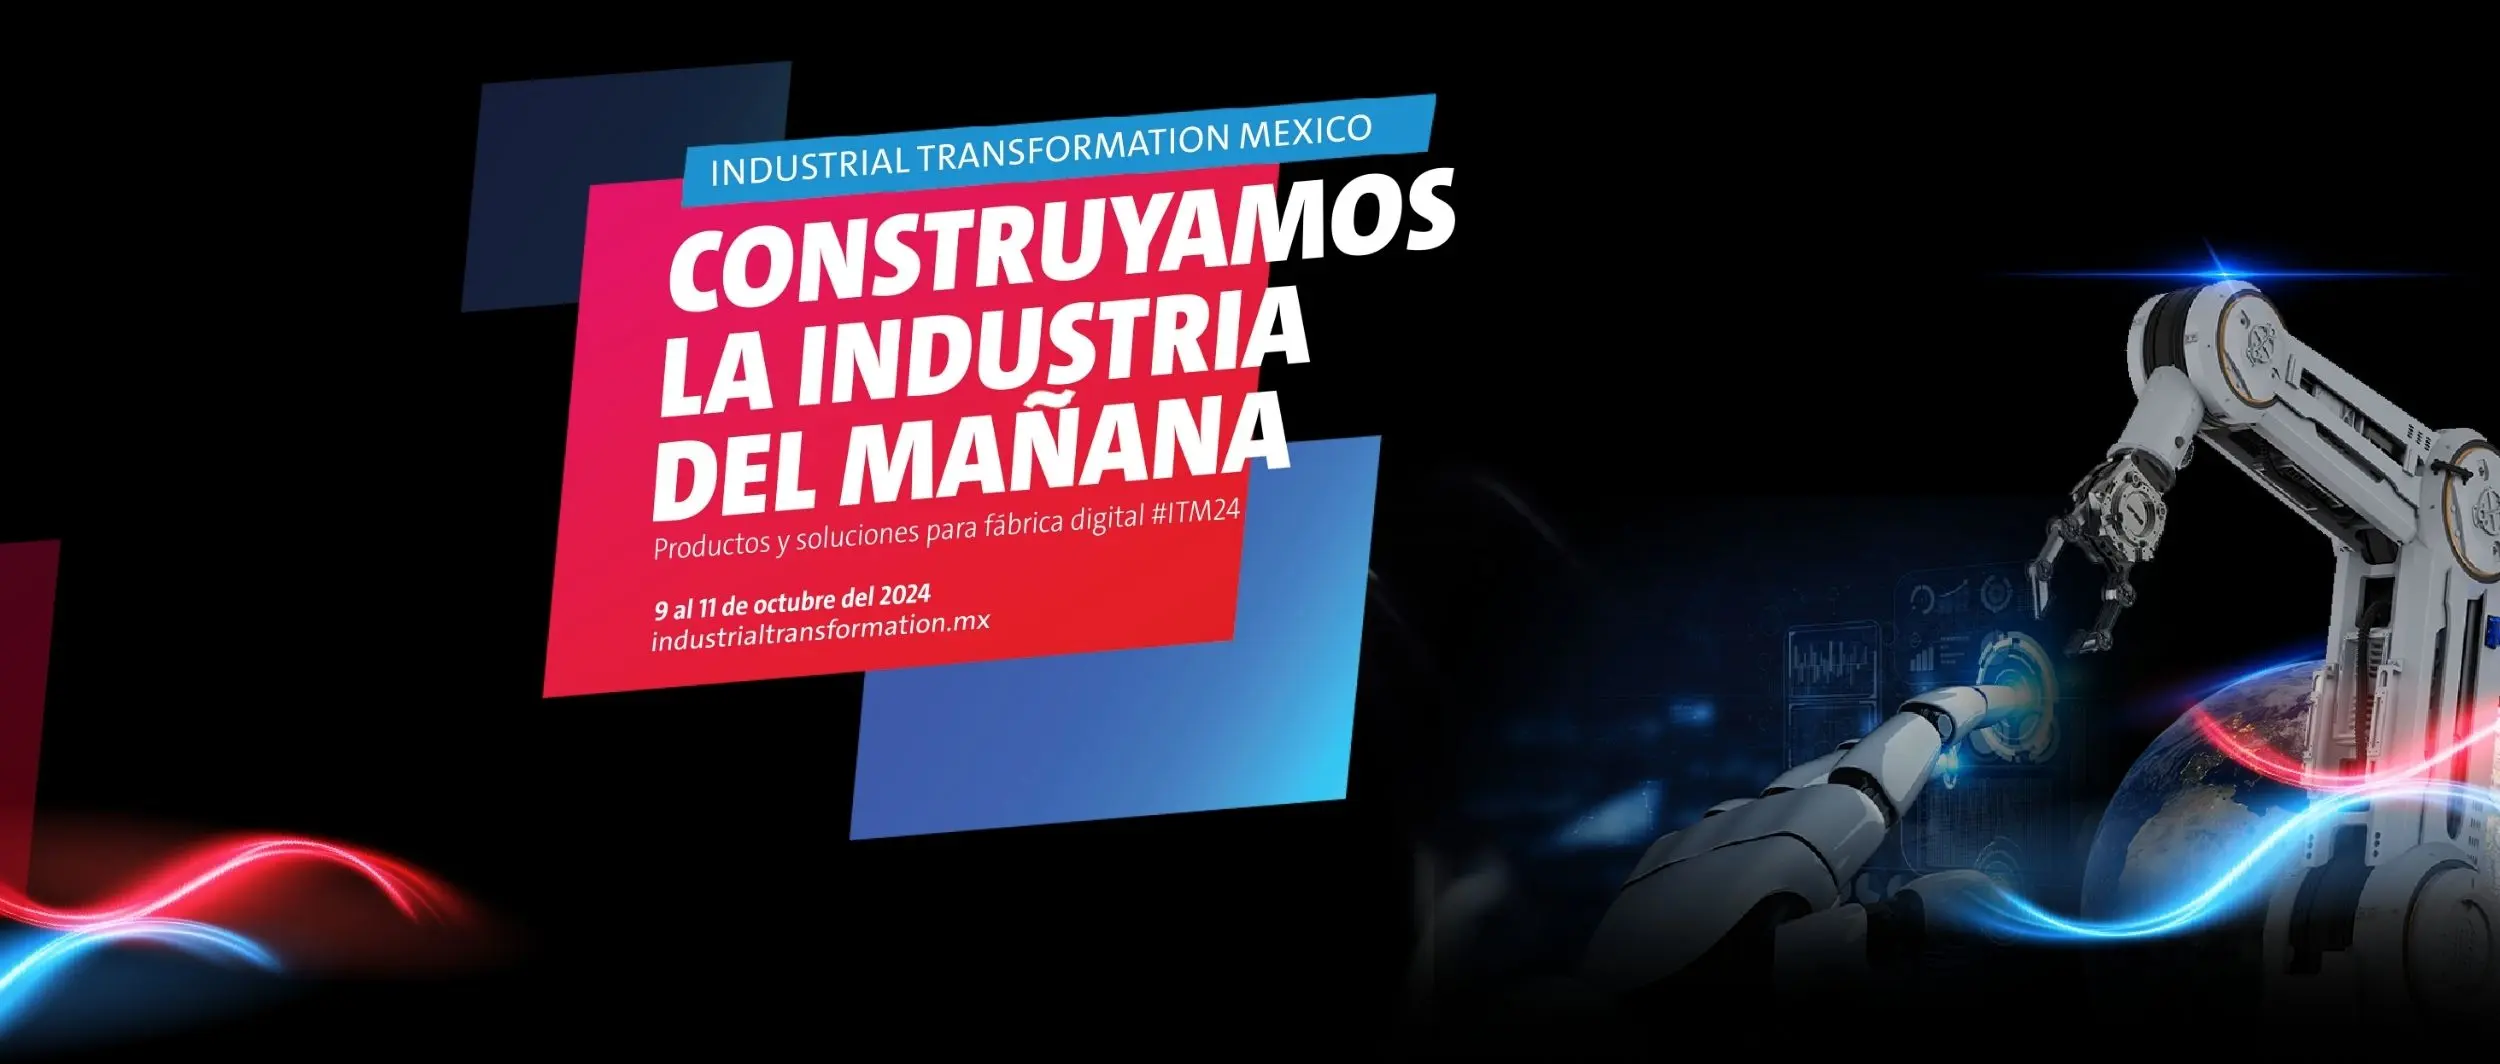 INDUSTRIAL TRANSFORMATION MEXICO
CONSTRUYAMOS
LA INDUSTRIA
DEL MAÑANA
Productos y soluciones para fábrica digital #ITM24
9 al 11 de octubre del 2024
industrialtransformation.mx